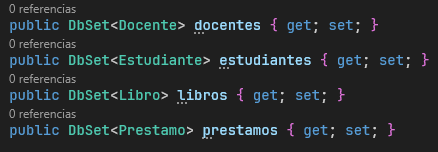 0 referencias
public DbSet<Docente> docentes { get; set; }
0 referencias
public DbSet<Estudiante> estudiantes { get; set; }
0 referencias
public DbSet<Libro> libros { get; set; }
0 referencias
public DbSet<Prestamo> prestamos { get; set; }